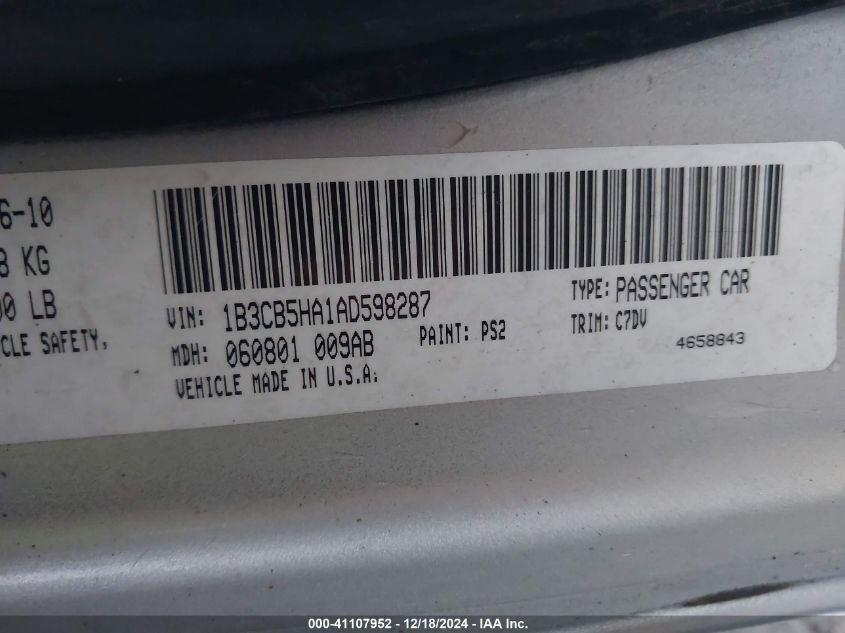 6-10
8 KG
00 LB
CLE SAFETY,
VIN: 1B3CB5HA1AD598287
TYPE: PASSENGER CAR
MDH: 060801 009AB
PAINT: PS2
TRIM: C7DV
4658843
VEHICLE MADE IN U.S.A.
000-41107952 - 12/18/2024 - IAA Inc.